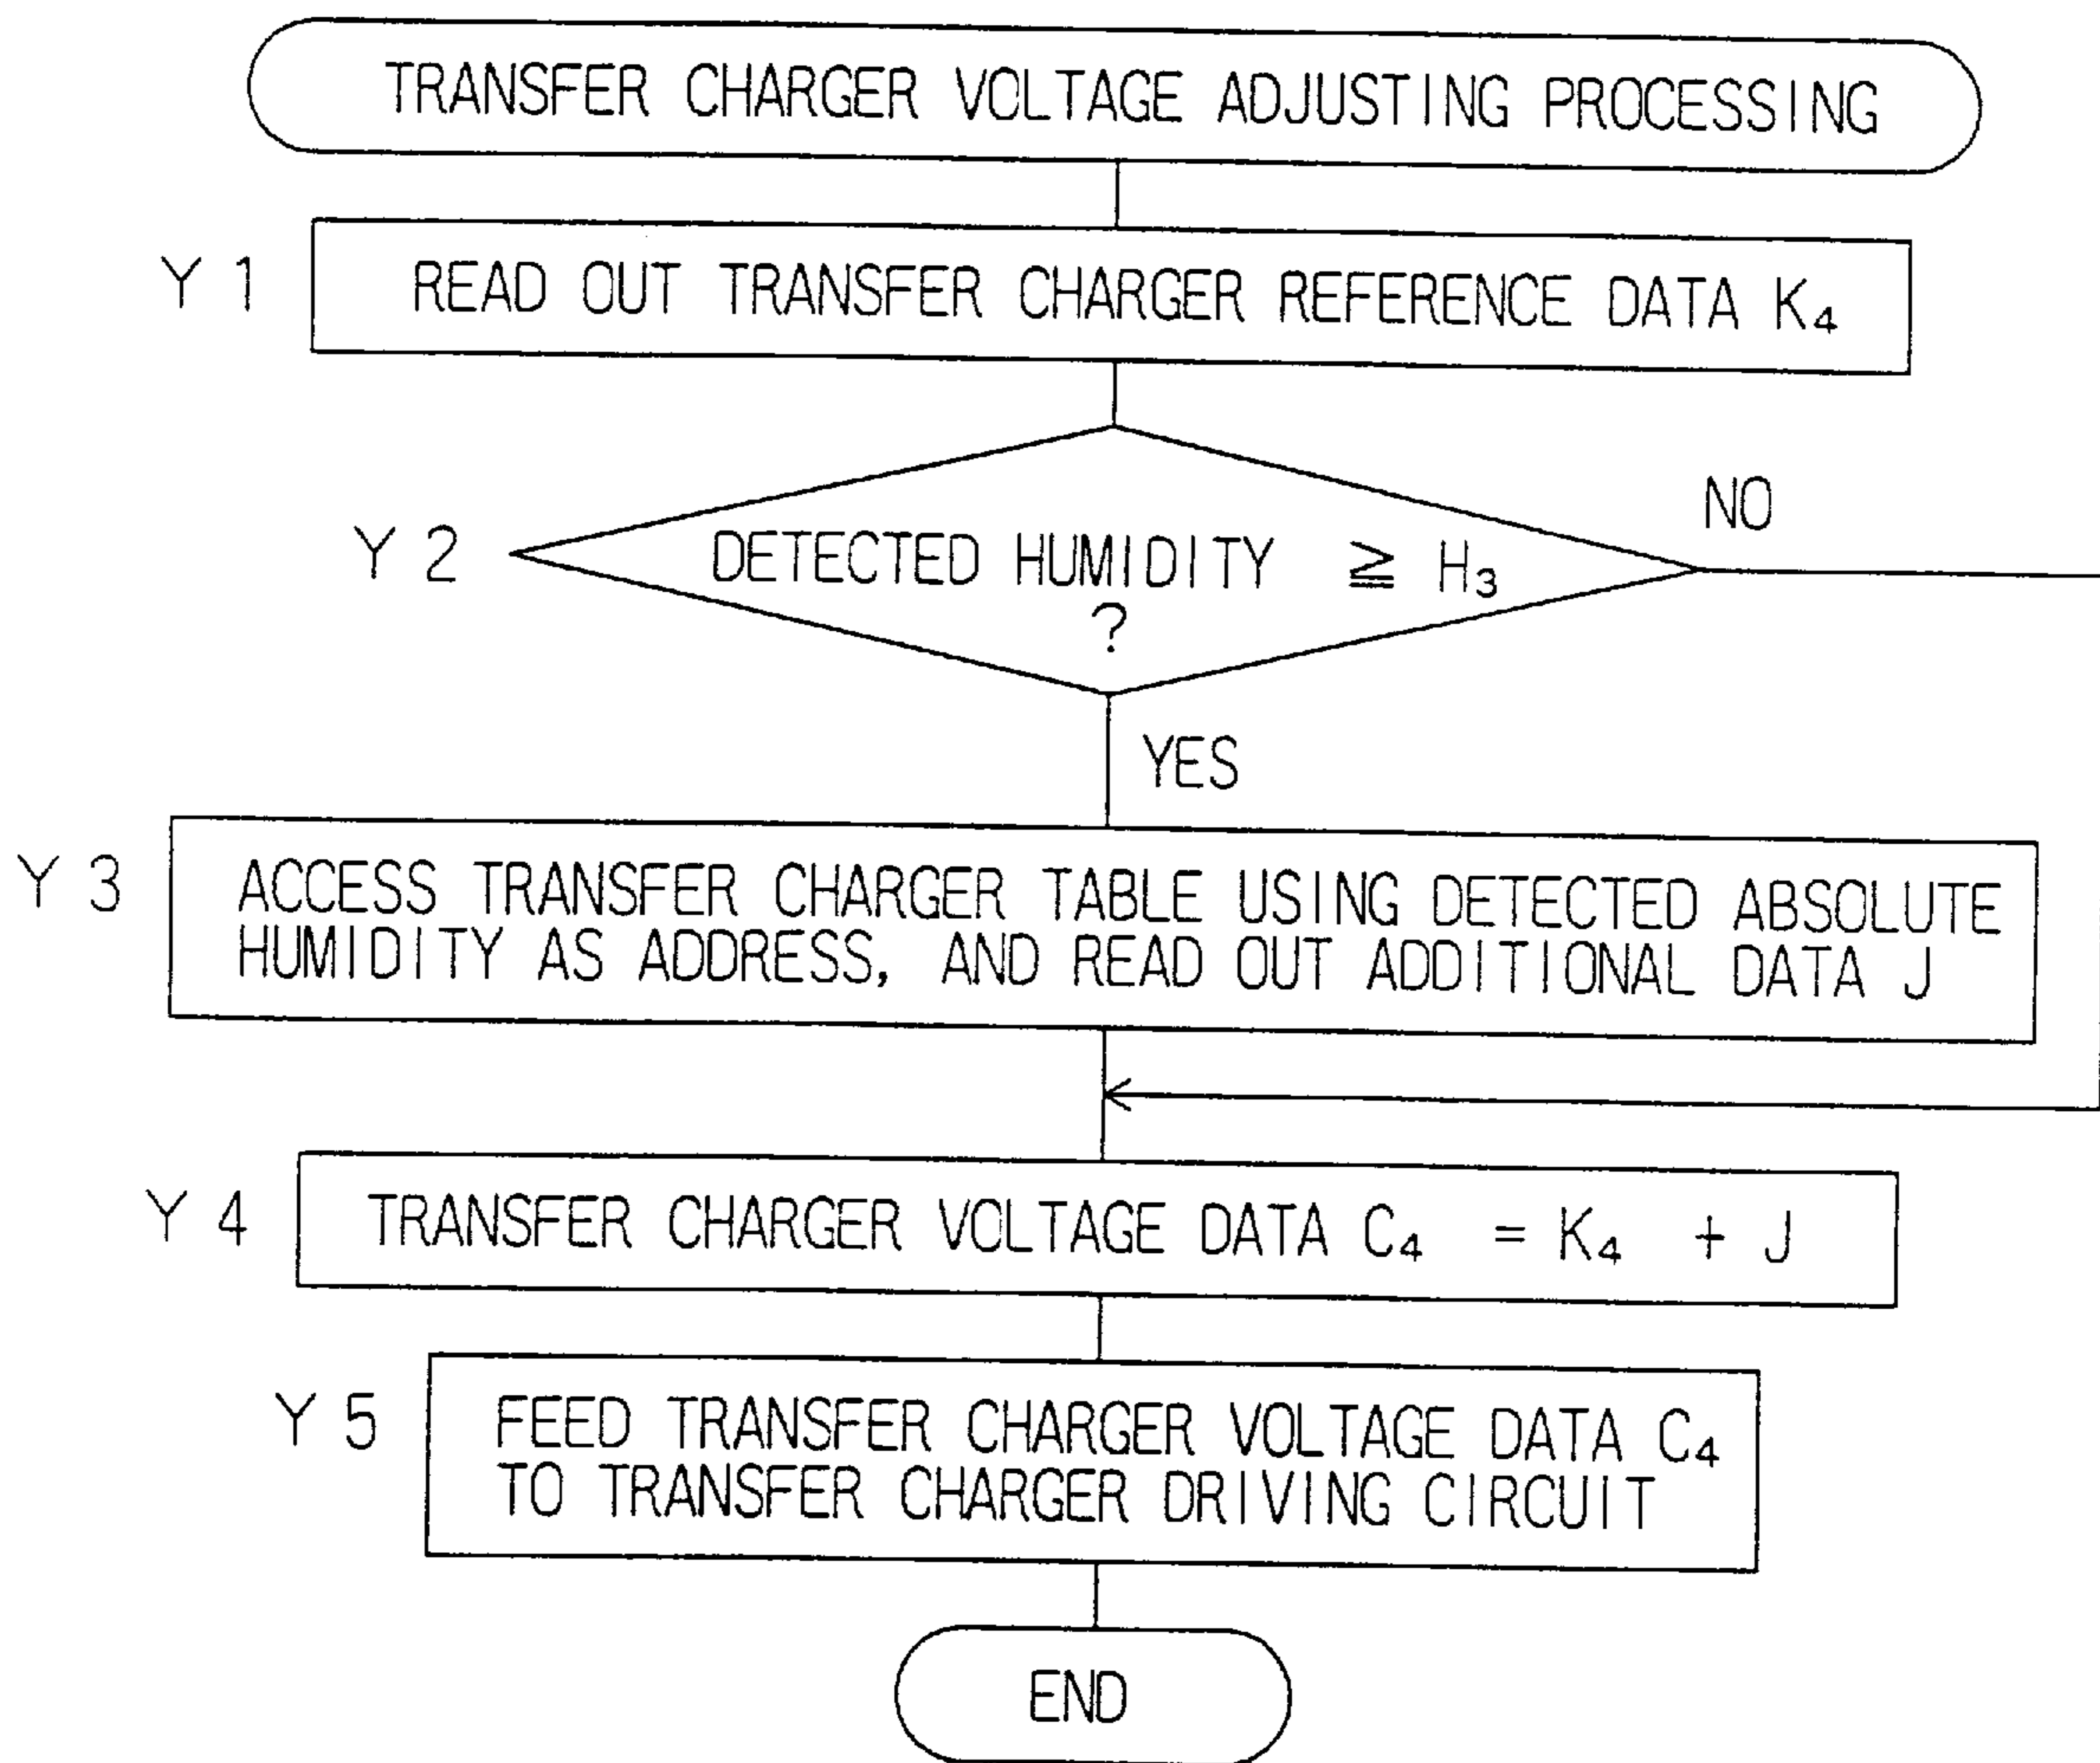 TRANSFER CHARGER VOLTAGE ADJUSTING PROCESSING
Y 1 READ OUT TRANSFER CHARGER REFERENCE DATA K₄
NO
Y 2 DETECTED HUMIDITY ≧ H₃
?
YES
Y 3 ACCESS TRANSFER CHARGER TABLE USING DETECTED ABSOLUTE
HUMIDITY AS ADDRESS, AND READ OUT ADDITIONAL DATA J
Y 4 TRANSFER CHARGER VOLTAGE DATA C₄ = K₄ + J
Y 5 FEED TRANSFER CHARGER VOLTAGE DATA C₄
TO TRANSFER CHARGER DRIVING CIRCUIT
END